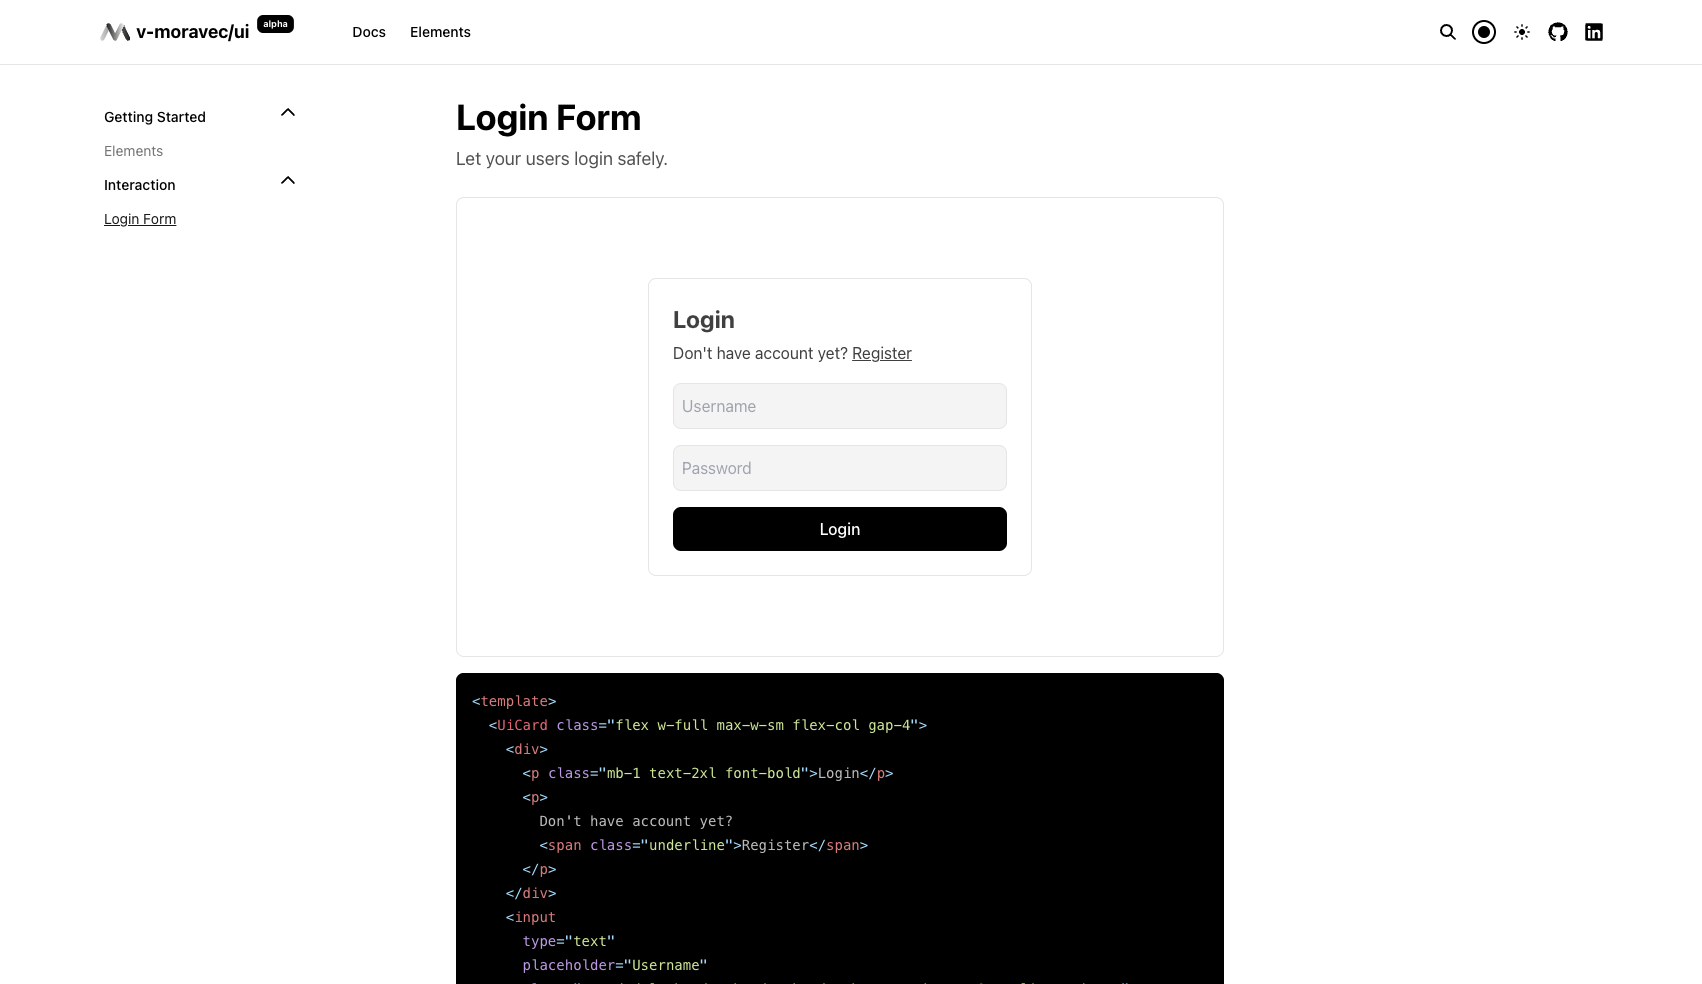 v-moravec/ui alpha Docs Elements
Getting Started
Elements
Interaction
Login Form
Login Form
Let your users login safely.
Login
Don't have account yet? Register
Username
Password
Login
<template>
  <UiCard class="flex w-full max-w-sm flex-col gap-4">
    <div>
      <p class="mb-1 text-2xl font-bold">Login</p>
      <p>
        Don't have account yet?
        <span class="underline">Register</span>
      </p>
    </div>
    <input
      type="text"
      placeholder="Username"